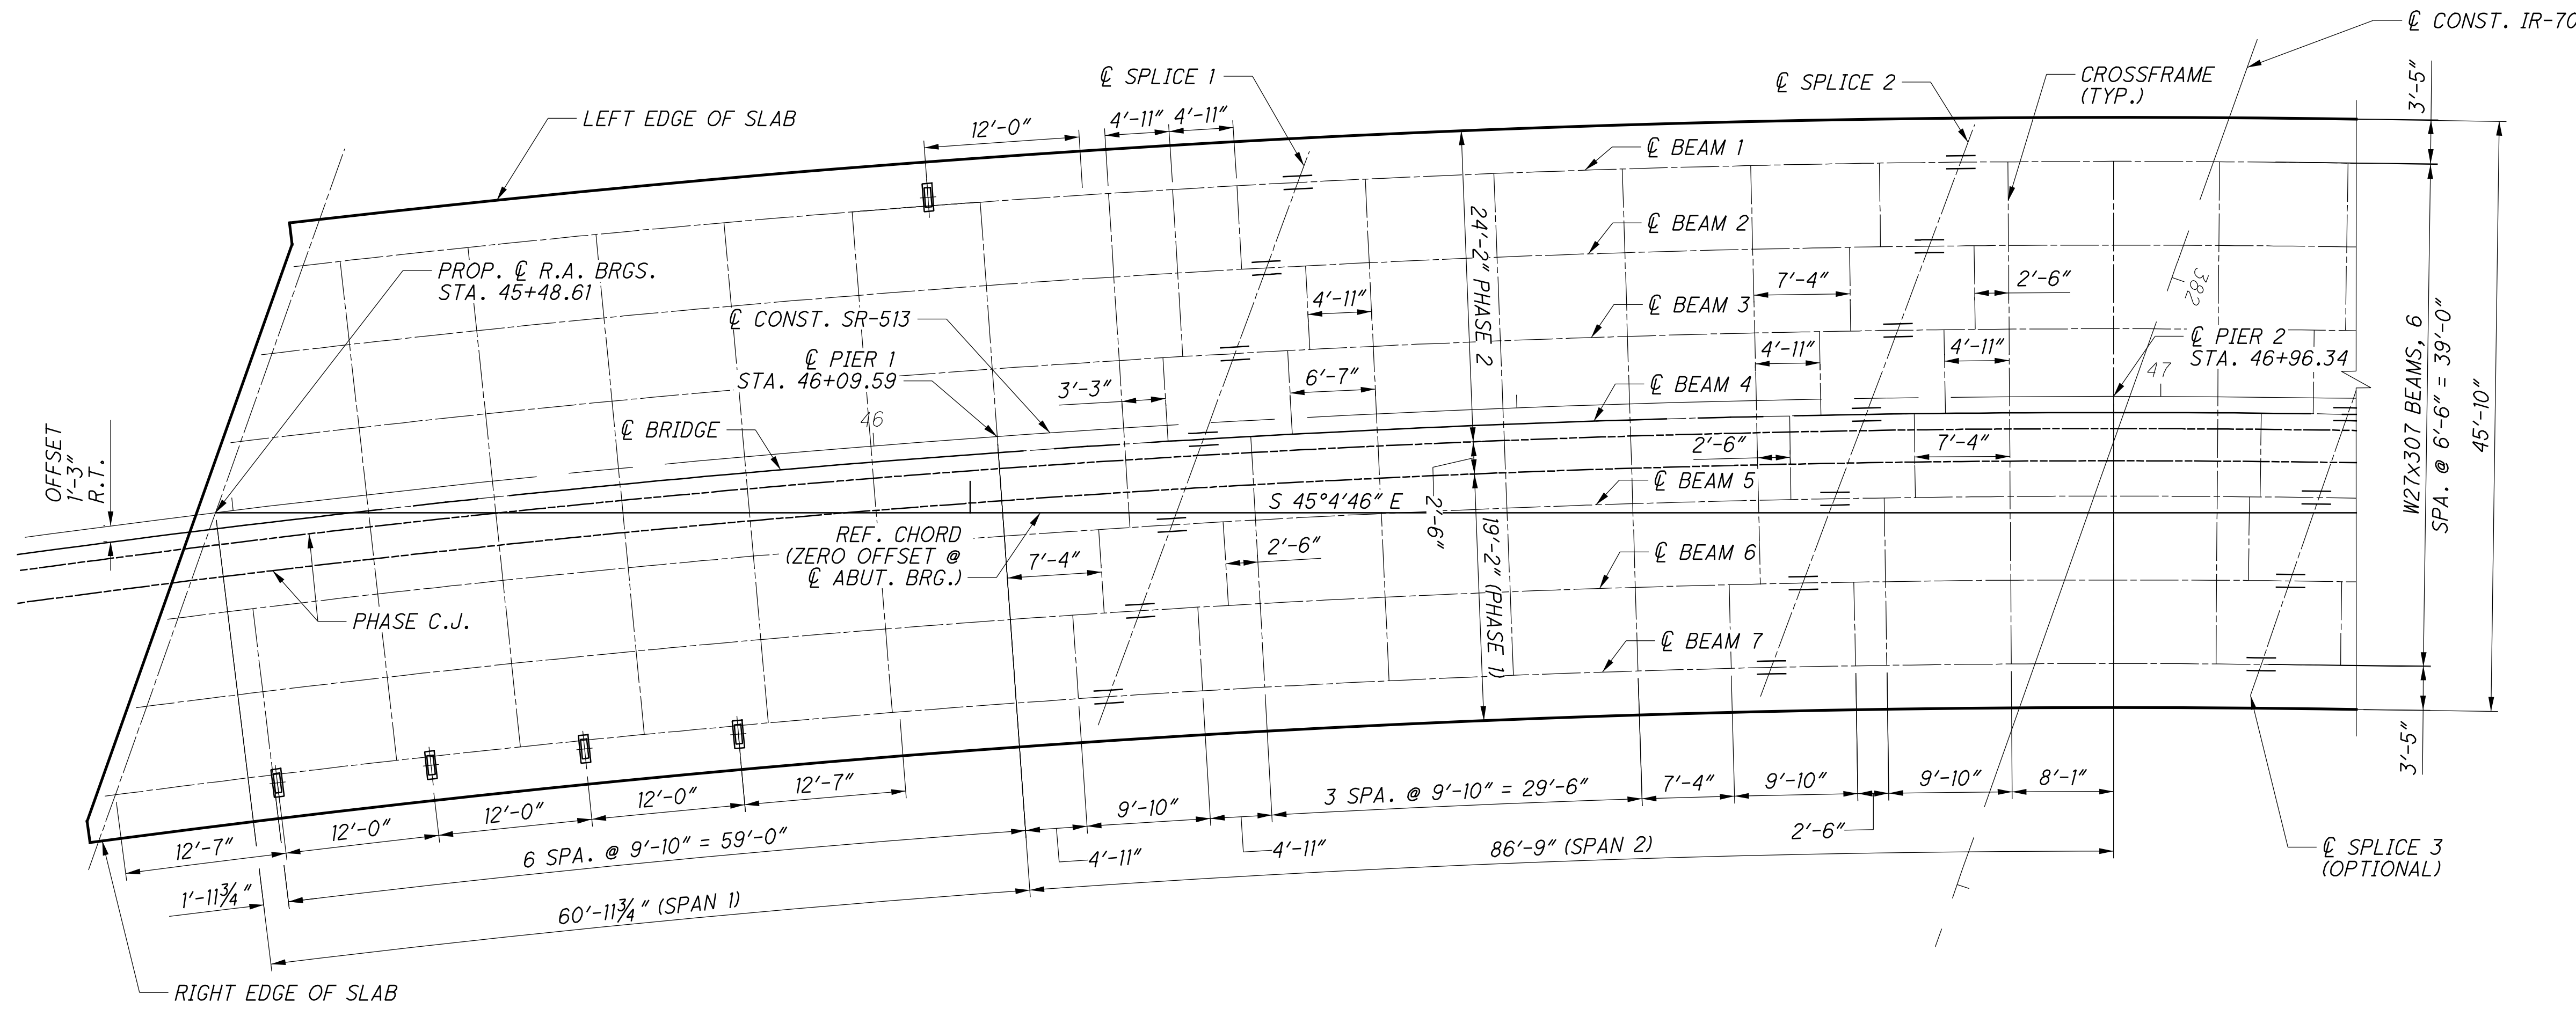 ℄ CONST. IR-70
℄ SPLICE 1
℄ SPLICE 2
CROSSFRAME
(TYP.)
3'-5"
LEFT EDGE OF SLAB
12'-0"
4'-11"
4'-11"
℄ BEAM 1
℄ BEAM 2
℄ BEAM 3
℄ BEAM 4
℄ BEAM 5
℄ BEAM 6
℄ BEAM 7
24'-2" PHASE 2
PROP. ℄ R.A. BRGS.
STA. 45+48.61
℄ CONST. SR-513
℄ PIER 1
STA. 46+09.59
46
℄ BRIDGE
4'-11"
6'-7"
3'-3"
7'-4"
2'-6"
382
4'-11"
4'-11"
℄ PIER 2
STA. 46+96.34
47
W27x307 BEAMS, 6
SPA. @ 6'-6" = 39'-0"
45'-10"
OFFSET
1'-3"
R.T.
2'-6"
7'-4"
S 45°4'46" E
2'-6"
19'-2" (PHASE 1)
REF. CHORD
(ZERO OFFSET @
℄ ABUT. BRG.)
7'-4"
2'-6"
PHASE C.J.
3'-5"
12'-7"
12'-0"
12'-0"
12'-0"
12'-7"
6 SPA. @ 9'-10" = 59'-0"
1'-11¾"
60'-11¾" (SPAN 1)
4'-11"
9'-10"
4'-11"
3 SPA. @ 9'-10" = 29'-6"
7'-4"
9'-10"
2'-6"
9'-10"
8'-1"
86'-9" (SPAN 2)
℄ SPLICE 3
(OPTIONAL)
RIGHT EDGE OF SLAB